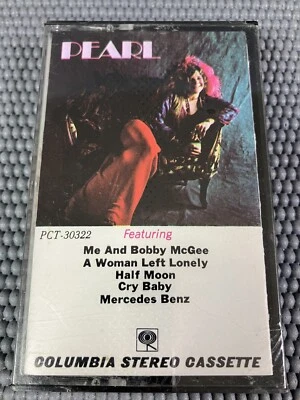 PEARL
PCT-30322 Featuring
Me And Bobby McGee
A Woman Left Lonely
Half Moon
Cry Baby
Mercedes Benz
COLUMBIA STEREO CASSETTE